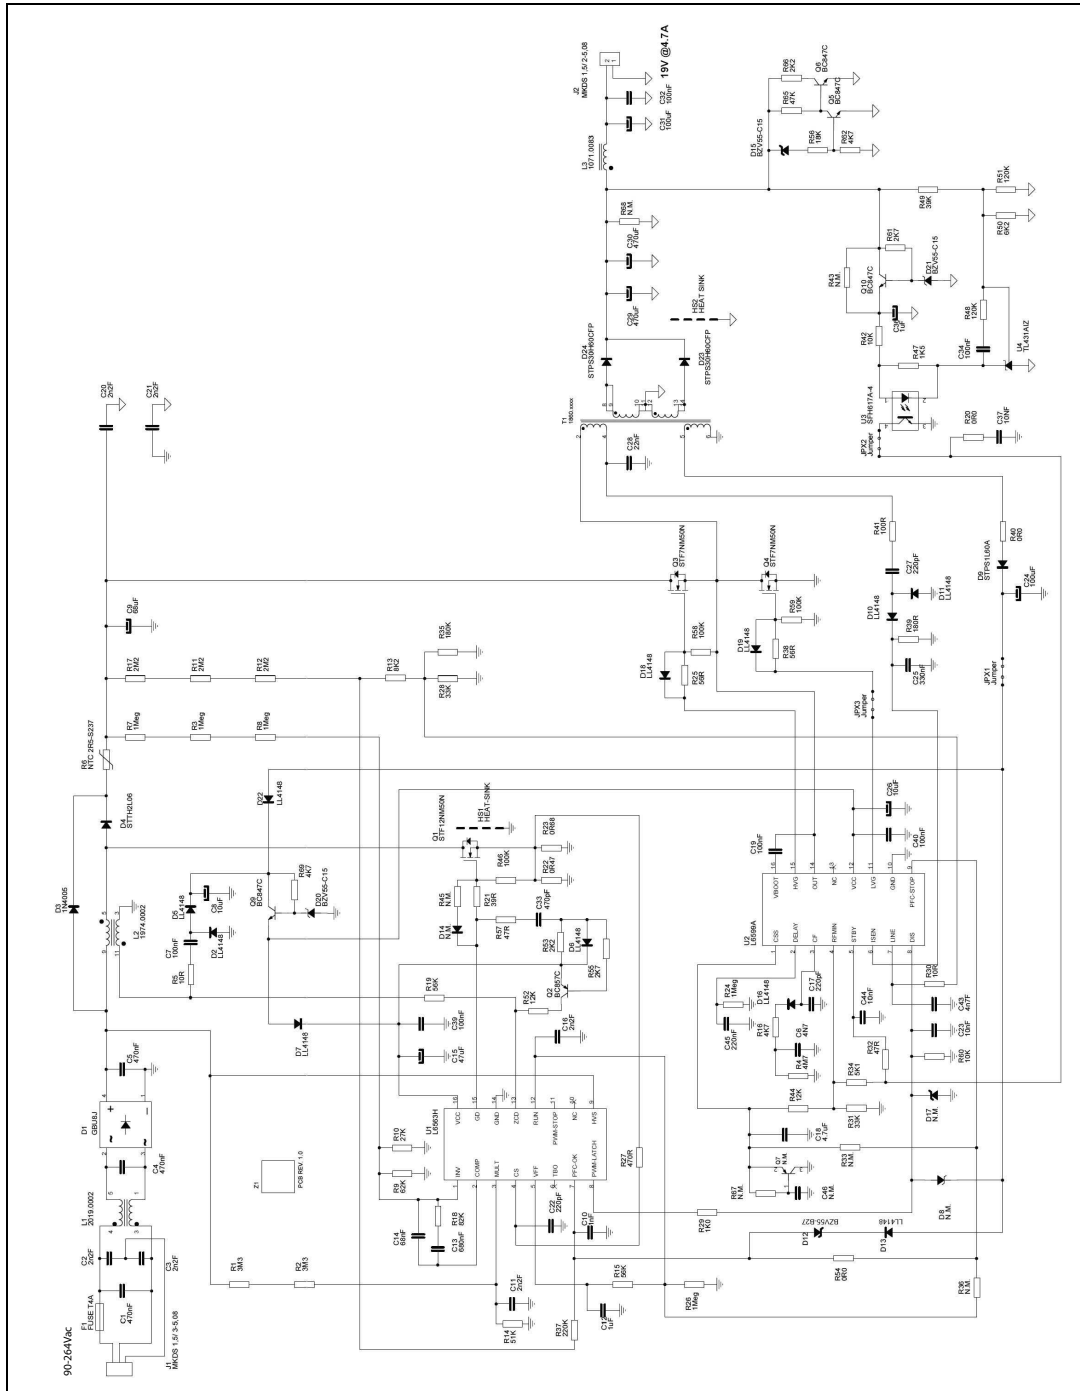 90-264Vac
J1
MKDS 1,5/ 3-5,08
F1
FUSE T4A
C1
470nF
C2
2n2F
C3
2n2F
L1
2019.0002
C4
470nF
D1
GBU8J
C5
470nF
D3
1N4005
L2
1974.0002
D4
STTH2L06
R6
NTC 2R5-S237
C9
68uF
C20
2n2F
C21
2n2F
R7
1Meg
R3
1Meg
R8
1Meg
R17
2M2
R11
2M2
R12
2M2
R13
8K2
R35
180K
R28
33K
R5
10R
C7
100nF
D2
LL4148
D5
LL4148
C8
10uF
D22
LL4148
Q9
BC847C
R69
4K7
D20
BZV55-C15
D7
LL4148
R19
56K
Q1
STF12NM50N
HS1
HEAT-SINK
R23
0R68
R22
0R47
R46
100K
R45
N.M.
R21
39R
D14
N.M.
R57
47R
C33
470pF
R53
2K2
D6
LL4148
R55
2K7
Q2
BC857C
R52
12K
C39
100nF
C15
47uF
C16
2n2F
U1
L6563H
INV
COMP
MULT
CS
VFF
TBO
PFC-OK
PWM-LATCH
VCC
GD
GND
ZCD
RUN
PWM-STOP
NC
HVS
R10
27K
R9
62K
R18
82K
C14
68nF
C13
680nF
R1
3M3
R2
3M3
C11
2n2F
R14
51K
C22
220pF
C10
1nF
R15
56K
C12
1uF
R26
1Meg
R37
220K
R27
470R
R29
1K0
Z1
PCB REV. 1.0
U2
L6599A
CSS
DELAY
CF
RFMIN
STBY
ISEN
LINE
DIS
VBOOT
HVG
OUT
NC
VCC
LVG
GND
PFC-STOP
C19
100nF
C40
100nF
C26
10uF
R24
1Meg
C45
220nF
R16
4K7
D16
LL4148
C17
220pF
C6
4N7
R4
4M7
C44
10nF
R32
47R
R34
5K1
R44
12K
R31
33K
C18
4.7uF
R33
N.M.
Q7
N.M.
C46
N.M.
R67
N.M.
R30
10R
C43
4n7F
C23
10nF
R60
10K
D17
N.M.
D8
N.M.
D12
BZV55-B27
D13
LL4148
R54
0R0
R36
N.M.
D18
LL4148
R25
56R
R58
100K
Q3
STF7NM50N
Q4
STF7NM50N
D19
LL4148
R38
56R
R59
100K
JPX3
Jumper
C25
330nF
R39
180R
D10
LL4148
D11
LL4148
C27
220pF
R41
100R
JPX1
Jumper
C24
100uF
D9
STPS1L60A
R40
0R0
C28
22nF
T1
1860.xxxx
D24
STPS30H60CFP
D23
STPS30H60CFP
HS2
HEAT SINK
C29
470uF
C30
470uF
R68
N.M.
L3
1071.0083
C31
100uF
C32
100nF
J2
MKDS 1,5/ 2-5,08
19V @4.7A
D15
BZV55-C15
R56
18K
R62
4K7
R65
47K
R66
2K2
Q5
BC847C
Q6
BC847C
R49
39K
R51
120K
R50
6K2
R48
120K
C34
100nF
U4
TL431AIZ
R43
N.M.
Q10
BC847C
R61
2K7
D21
BZV55-C15
C36
1uF
R42
10K
R47
1K5
U3
SFH617A-4
JPX2
Jumper
R20
0R0
C37
10NF